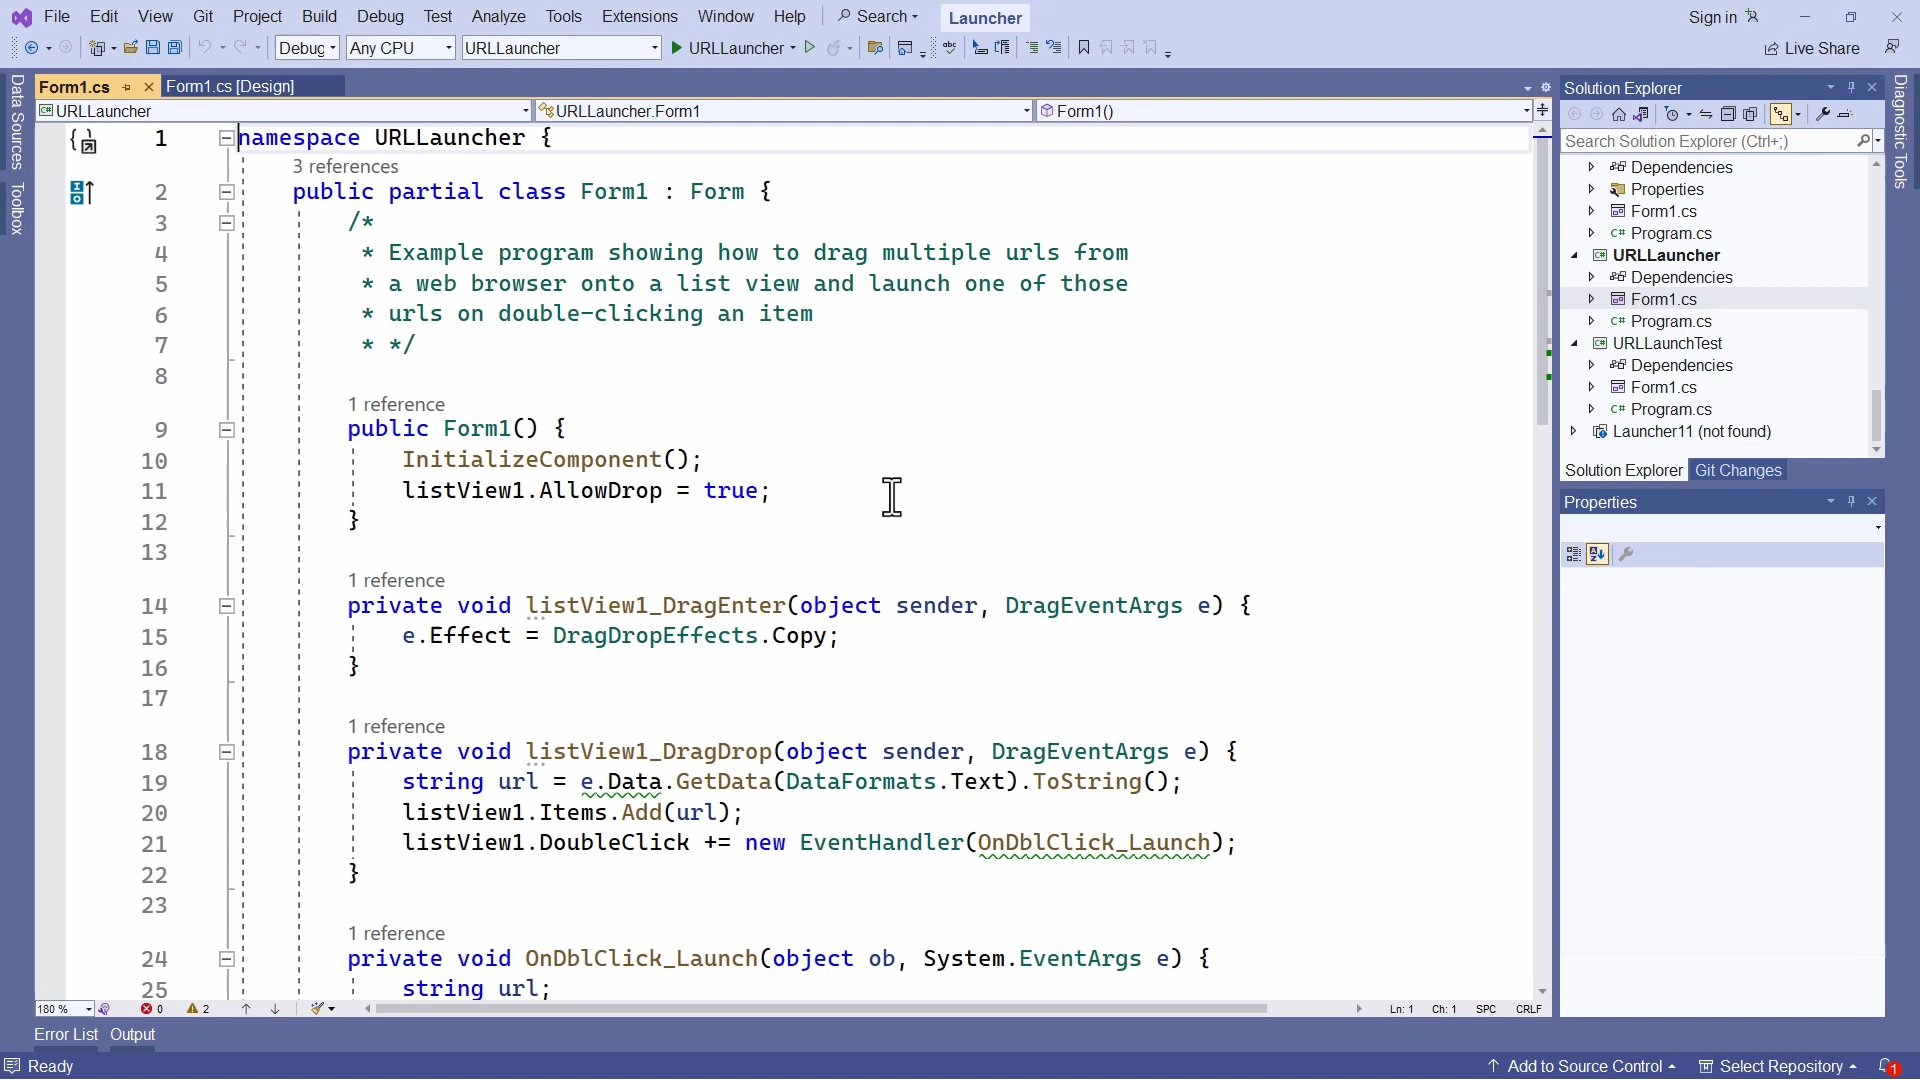 File Edit View Git Project Build Debug Test Analyze Tools Extensions Window Help Search Launcher Sign in
Debug Any CPU URLLauncher URLLauncher Live Share
Data Sources
Toolbox
Form1.cs Form1.cs [Design]
URLLauncher URLLauncher.Form1 Form1()
1 namespace URLLauncher {
3 references
2 public partial class Form1 : Form {
3 /*
4 * Example program showing how to drag multiple urls from
5 * a web browser onto a list view and launch one of those
6 * urls on double-clicking an item
7 * */
8
1 reference
9 public Form1() {
10 InitializeComponent();
11 listView1.AllowDrop = true;
12 }
13
1 reference
14 private void listView1_DragEnter(object sender, DragEventArgs e) {
15 e.Effect = DragDropEffects.Copy;
16 }
17
1 reference
18 private void listView1_DragDrop(object sender, DragEventArgs e) {
19 string url = e.Data.GetData(DataFormats.Text).ToString();
20 listView1.Items.Add(url);
21 listView1.DoubleClick += new EventHandler(OnDblClick_Launch);
22 }
23
1 reference
24 private void OnDblClick_Launch(object ob, System.EventArgs e) {
25 string url;
180 % 0 2 Ln: 1 Ch: 1 SPC CRLF
Error List Output
Ready Add to Source Control Select Repository 1
Solution Explorer
Search Solution Explorer (Ctrl+;)
Dependencies
Properties
Form1.cs
C# Program.cs
URLLauncher
Dependencies
Form1.cs
C# Program.cs
URLLaunchTest
Dependencies
Form1.cs
C# Program.cs
Launcher11 (not found)
Solution Explorer Git Changes
Properties
Diagnostic Tools